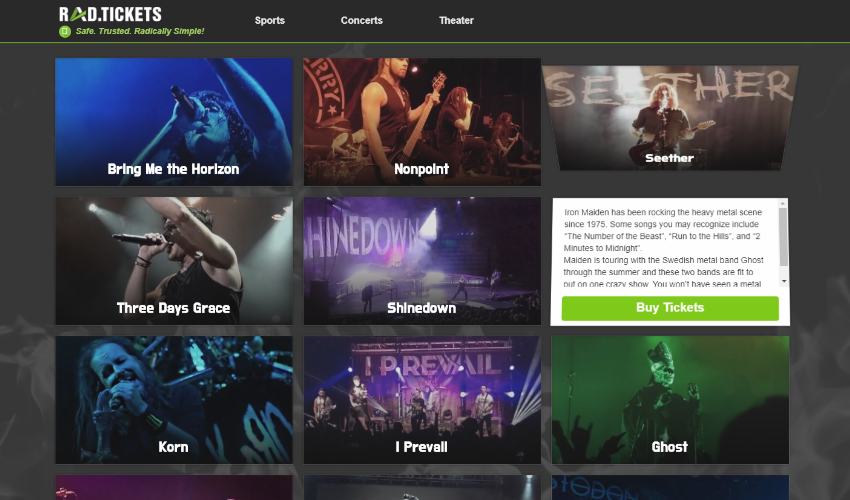 RAD.TICKETS
Safe. Trusted. Radically Simple!
Sports
Concerts
Theater
RRY
SEETHER
Bring Me the Horizon
Nonpoint
Seether
SHINEDOWN
Iron Maiden has been rocking the heavy metal scene
since 1975. Some songs you may recognize include
"The Number of the Beast", "Run to the Hills", and "2
Minutes to Midnight".
Maiden is touring with the Swedish metal band Ghost
through the summer and these two bands are fit to
put on one crazy show. You won't have seen a metal
Three Days Grace
Shinedown
Buy Tickets
I PREVAIL
Korn
I Prevail
Ghost